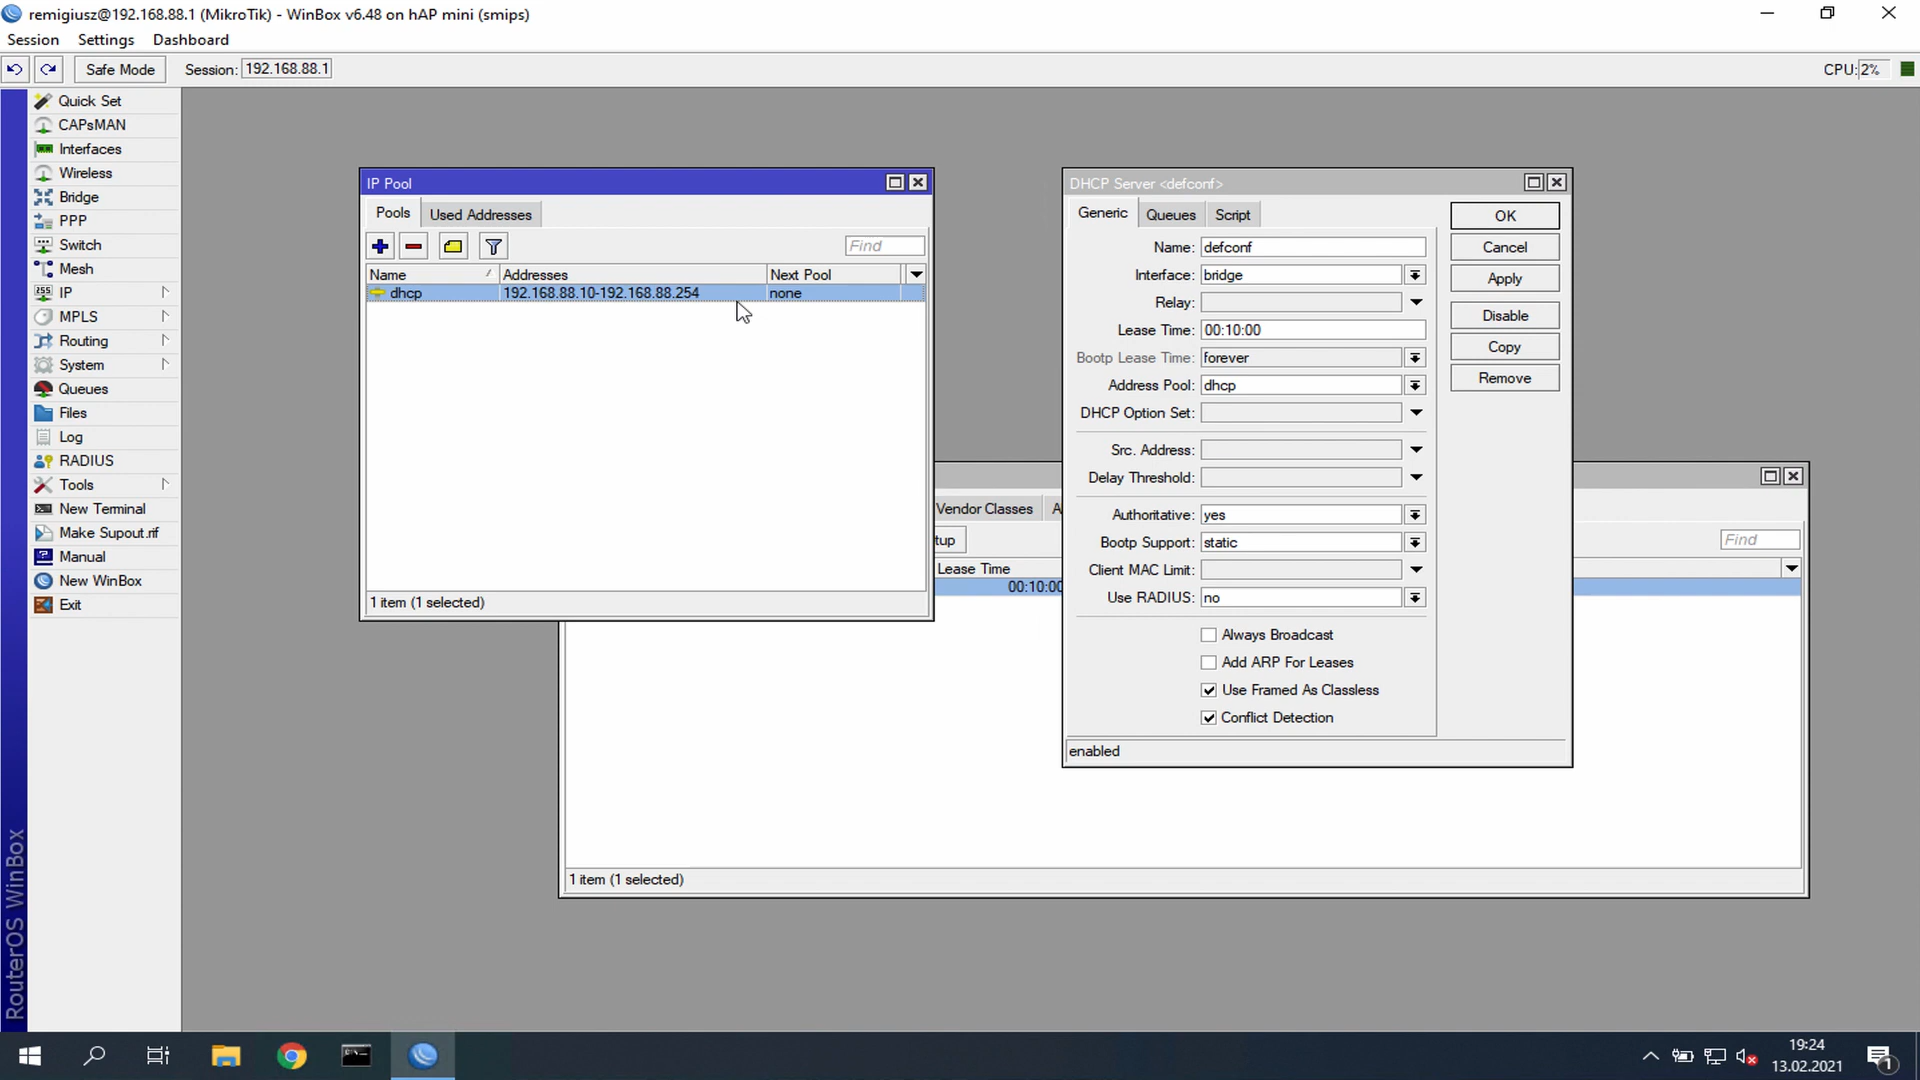 remigiusz@192.168.88.1 (MikroTik) - WinBox v6.48 on hAP mini (smips)
Session Settings Dashboard
Safe Mode Session: 192.168.88.1 CPU: 2%
Quick Set
CAPsMAN
Interfaces
Wireless
Bridge
PPP
Switch
Mesh
255 IP
MPLS
Routing
System
Queues
Files
Log
RADIUS
Tools
New Terminal
Make Supout.rif
Manual
New WinBox
Exit
RouterOS WinBox
IP Pool
Pools Used Addresses
Find
Name Addresses Next Pool
dhcp 192.168.88.10-192.168.88.254 none
1 item (1 selected)
DHCP Server <defconf>
Generic Queues Script
Name: defconf
Interface: bridge
Relay:
Lease Time: 00:10:00
Bootp Lease Time: forever
Address Pool: dhcp
DHCP Option Set:
Src. Address:
Delay Threshold:
Authoritative: yes
Bootp Support: static
Client MAC Limit:
Use RADIUS: no
Always Broadcast
Add ARP For Leases
Use Framed As Classless
Conflict Detection
enabled
OK
Cancel
Apply
Disable
Copy
Remove
Vendor Classes A
tup Find
Lease Time
00:10:00
1 item (1 selected)
19:24
13.02.2021
1